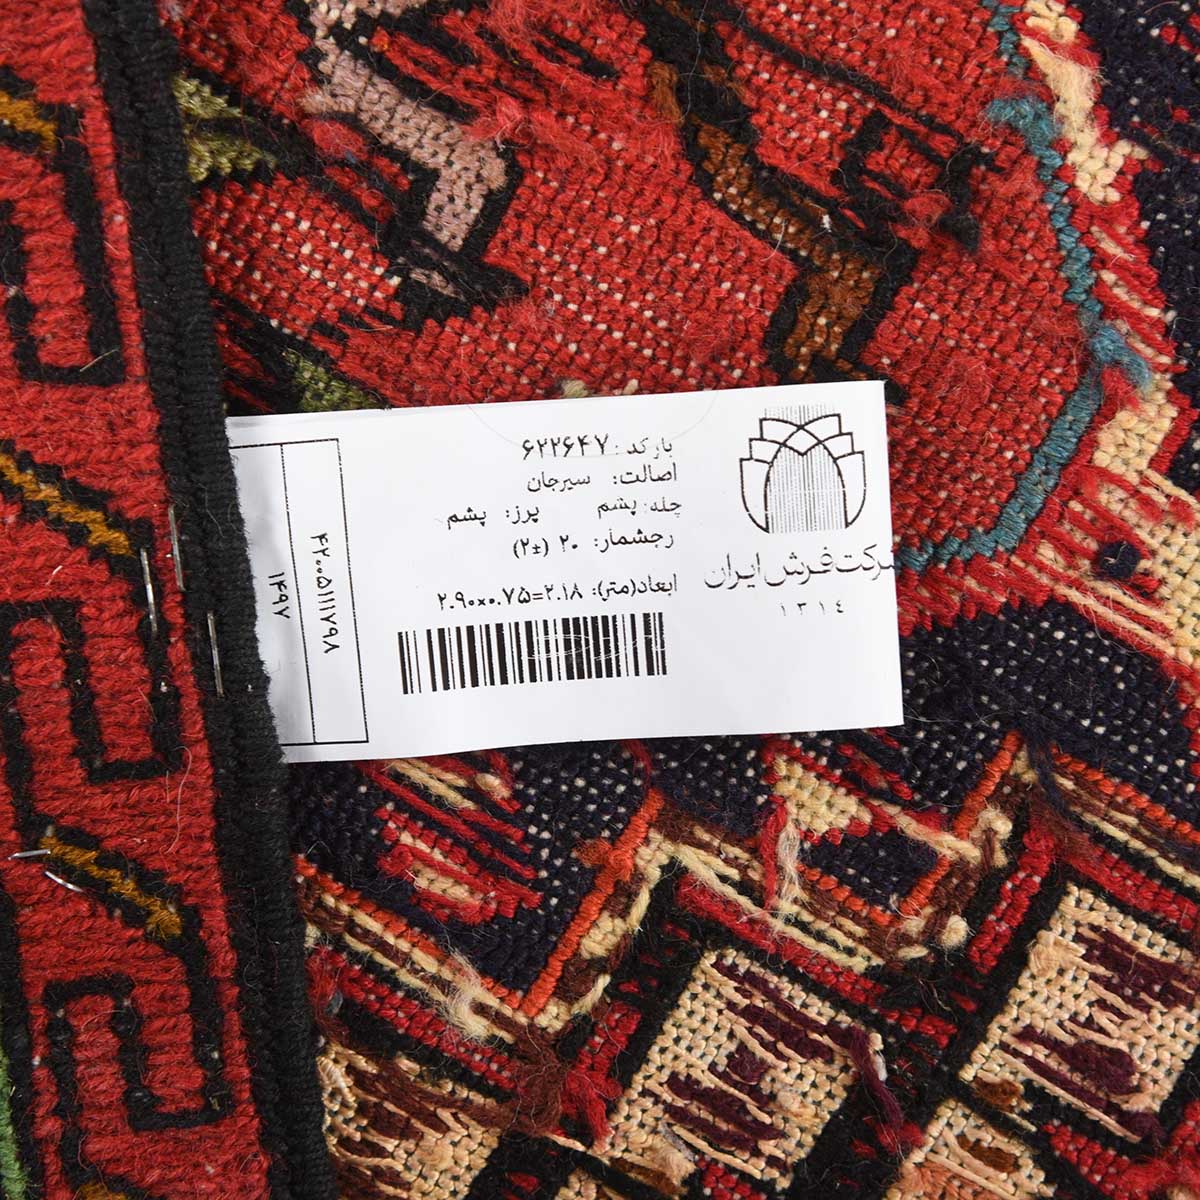 بارکد: ۶۲۲۶۴۷
اصالت: سیرجان
چله: پشم پرز: پشم
رجشمار: ۲۰ (±۲)
ابعاد(متر): ۲.۹۰×۰.۷۵=۲.۱۸
شرکت فرش ایران
۱۳۱٤
۴۲۰۰۵۱۱۱۷۹۸
۱۴۹۷